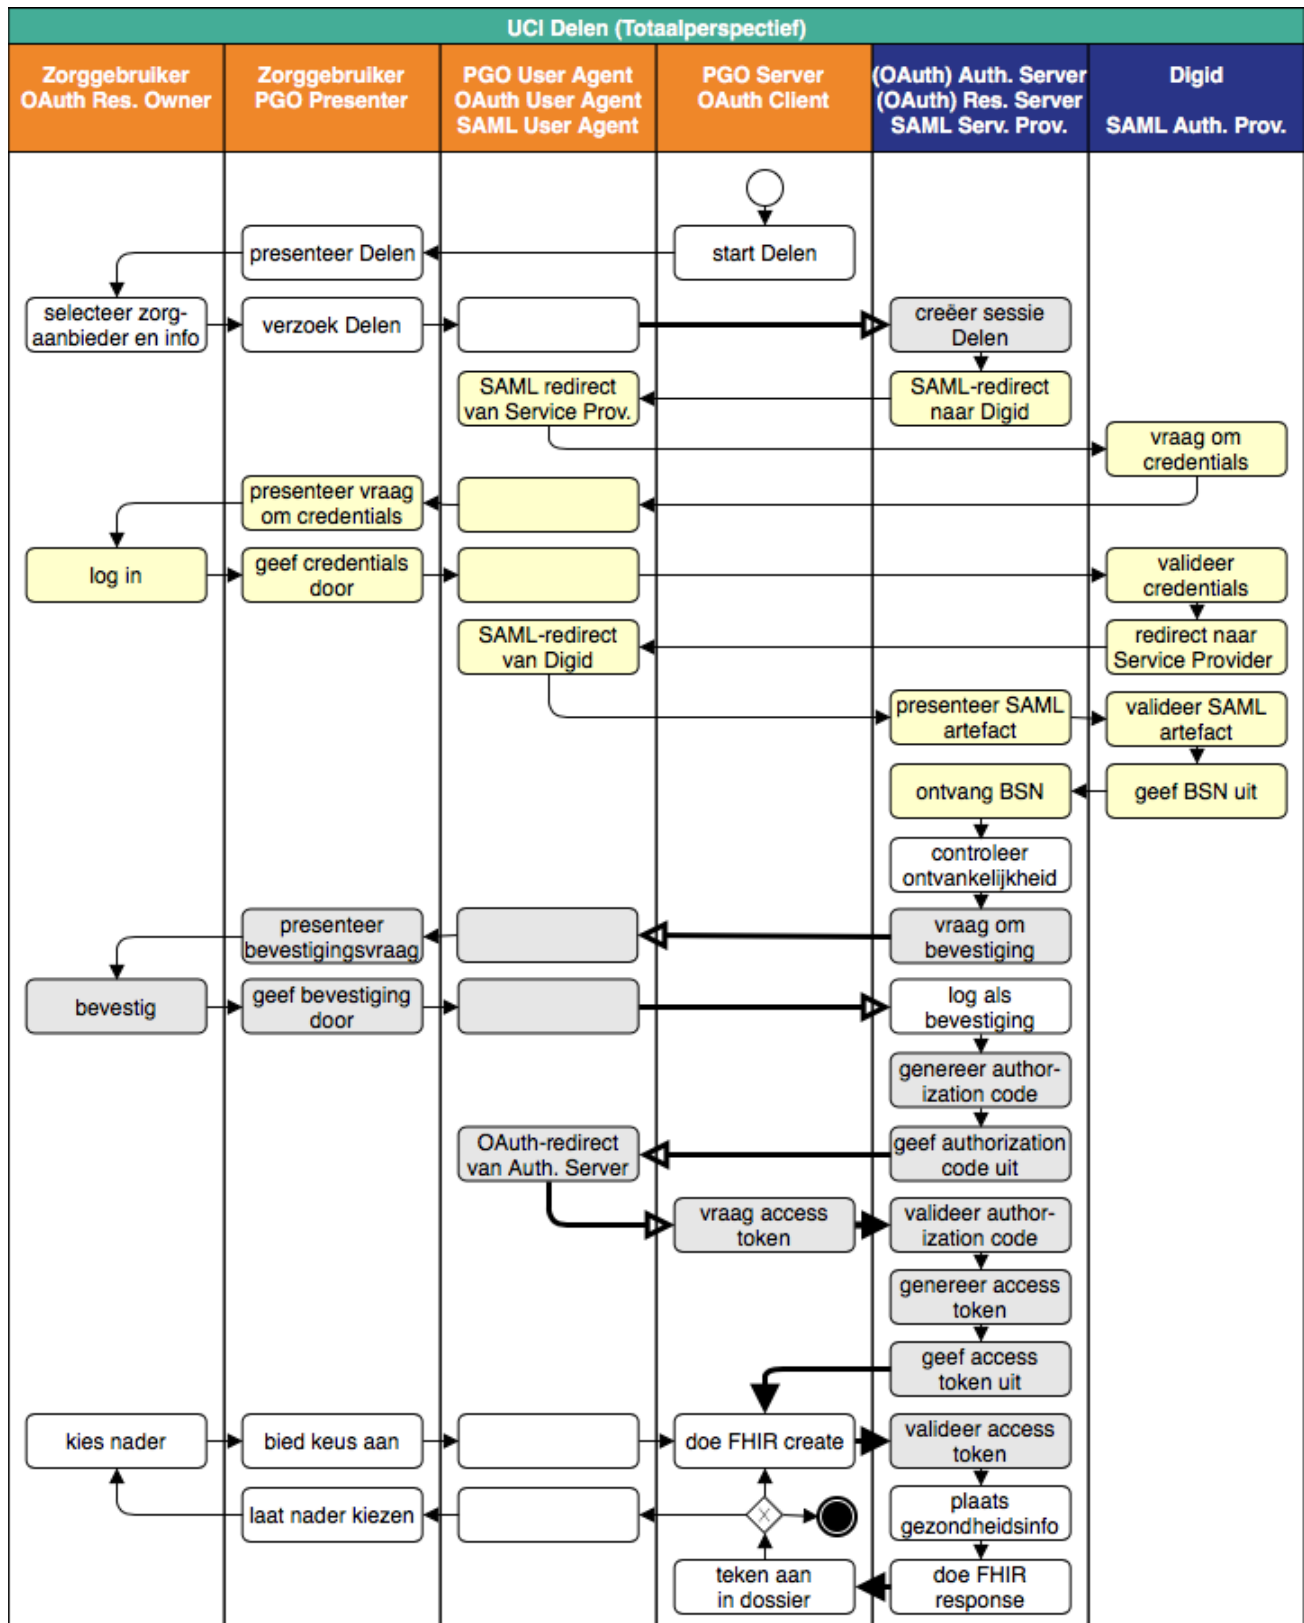 UCI Delen (Totaalperspectief)
Zorggebruiker
OAuth Res. Owner
Zorggebruiker
PGO Presenter
PGO User Agent
OAuth User Agent
SAML User Agent
PGO Server
OAuth Client
(OAuth) Auth. Server
(OAuth) Res. Server
SAML Serv. Prov.
Digid
SAML Auth. Prov.
presenteer Delen
start Delen
selecteer zorg-
aanbieder en info
verzoek Delen
creëer sessie
Delen
SAML redirect
van Service Prov.
SAML-redirect
naar Digid
vraag om
credentials
presenteer vraag
om credentials
log in
geef credentials
door
valideer
credentials
SAML-redirect
van Digid
redirect naar
Service Provider
presenteer SAML
artefact
valideer SAML
artefact
ontvang BSN
geef BSN uit
controleer
ontvankelijkheid
presenteer
bevestigingsvraag
vraag om
bevestiging
bevestig
geef bevestiging
door
log als
bevestiging
genereer author-
ization code
OAuth-redirect
van Auth. Server
geef authorization
code uit
vraag access
token
valideer author-
ization code
genereer access
token
geef access
token uit
kies nader
bied keus aan
doe FHIR create
valideer access
token
laat nader kiezen
X
plaats
gezondheidsinfo
teken aan
in dossier
doe FHIR
response